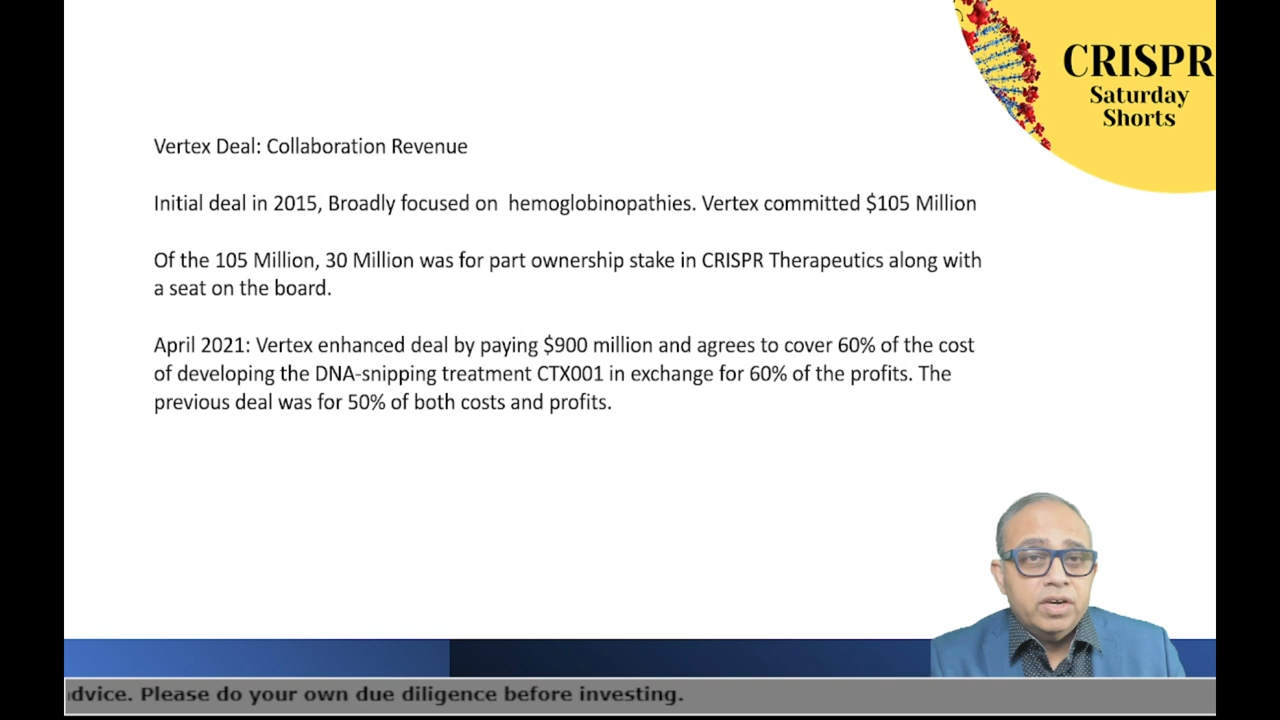 CRISPR
Saturday
Shorts
Vertex Deal: Collaboration Revenue
Initial deal in 2015, Broadly focused on hemoglobinopathies. Vertex committed $105 Million
Of the 105 Million, 30 Million was for part ownership stake in CRISPR Therapeutics along with
a seat on the board.
April 2021: Vertex enhanced deal by paying $900 million and agrees to cover 60% of the cost
of developing the DNA-snipping treatment CTX001 in exchange for 60% of the profits. The
previous deal was for 50% of both costs and profits.
dvice. Please do your own due diligence before investing.